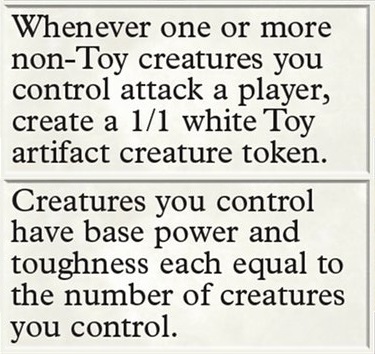 Whenever one or more
non-Toy creatures you
control attack a player,
create a 1/1 white Toy
artifact creature token.
Creatures you control
have base power and
toughness each equal to
the number of creatures
you control.